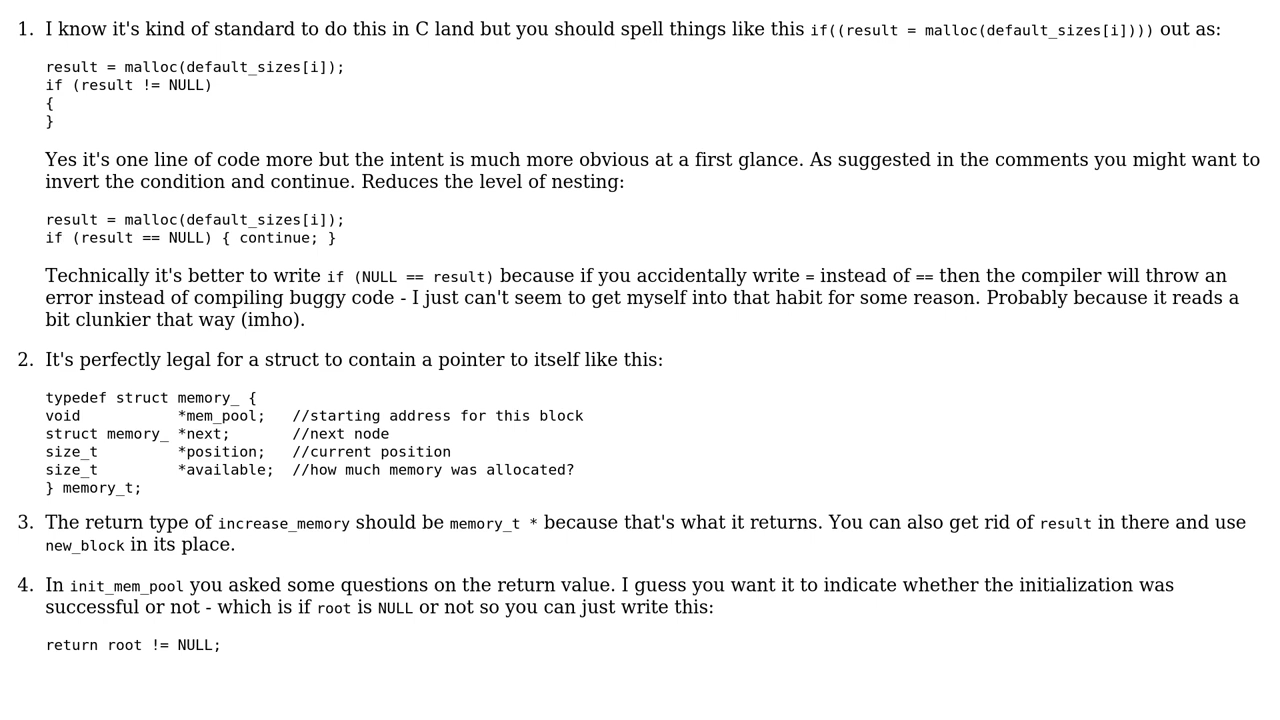 1. I know it's kind of standard to do this in C land but you should spell things like this if((result = malloc(default_sizes[i]))) out as:
result = malloc(default_sizes[i]);
if (result != NULL)
{
}
Yes it's one line of code more but the intent is much more obvious at a first glance. As suggested in the comments you might want to
invert the condition and continue. Reduces the level of nesting:
result = malloc(default_sizes[i]);
if (result == NULL) { continue; }
Technically it's better to write if (NULL == result) because if you accidentally write = instead of == then the compiler will throw an
error instead of compiling buggy code - I just can't seem to get myself into that habit for some reason. Probably because it reads a
bit clunkier that way (imho).
2. It's perfectly legal for a struct to contain a pointer to itself like this:
typedef struct memory_ {
void           *mem_pool;   //starting address for this block
struct memory_ *next;       //next node
size_t         *position;   //current position
size_t         *available;  //how much memory was allocated?
} memory_t;
3. The return type of increase_memory should be memory_t * because that's what it returns. You can also get rid of result in there and use
new_block in its place.
4. In init_mem_pool you asked some questions on the return value. I guess you want it to indicate whether the initialization was
successful or not - which is if root is NULL or not so you can just write this:
return root != NULL;